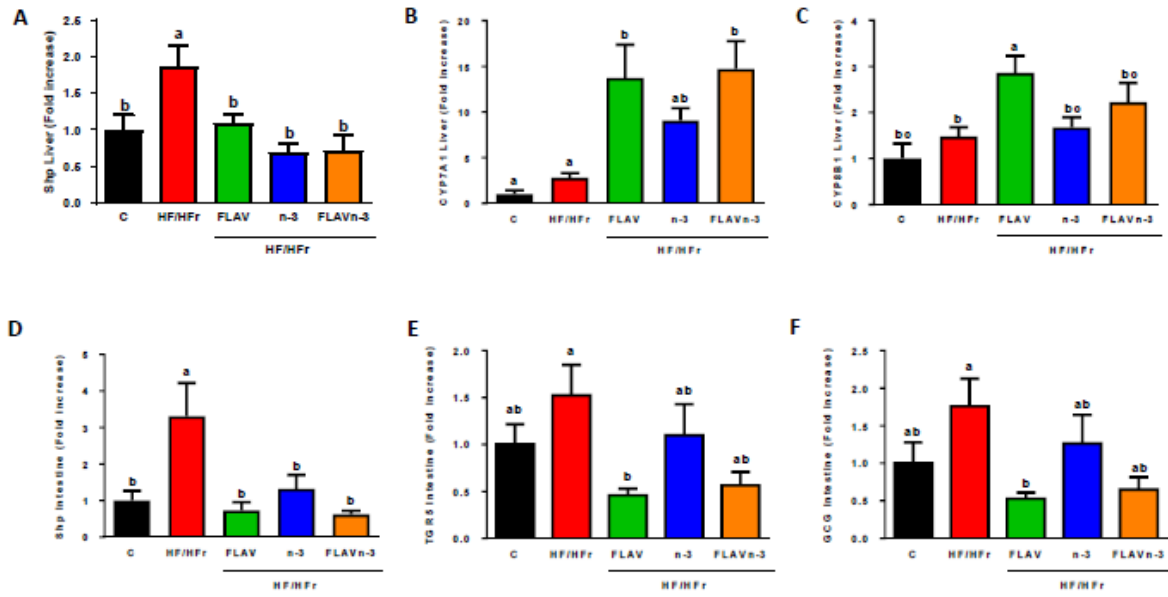 A
Shp Liver (Fold increase)
2.5
2.0
1.5
1.0
0.5
0.0
b
a
b
b
b
C
HF/HFr
FLAV
n-3
FLAVn-3
HF/HFr
B
CYP7A1 Liver (Fold increase)
20
15
10
5
0
a
a
b
ab
b
C
HF/HFr
FLAV
n-3
FLAVn-3
HF/HFr
C
CYP8B1 Liver (Fold increase)
4
3
2
1
0
bc
b
a
bc
bc
C
HF/HFr
FLAV
n-3
FLAVn-3
HF/HFr
D
Shp Intestine (Fold increase)
5
4
3
2
1
0
b
a
b
b
b
C
HF/HFr
FLAV
n-3
FLAVn-3
HF/HFr
E
TGR5 Intestine (Fold increase)
2.0
1.5
1.0
0.5
0.0
ab
a
b
ab
ab
C
HF/HFr
FLAV
n-3
FLAVn-3
HF/HFr
F
GCG Intestine (Fold increase)
2.5
2.0
1.5
1.0
0.5
0.0
ab
a
b
ab
ab
C
HF/HFr
FLAV
n-3
FLAVn-3
HF/HFr